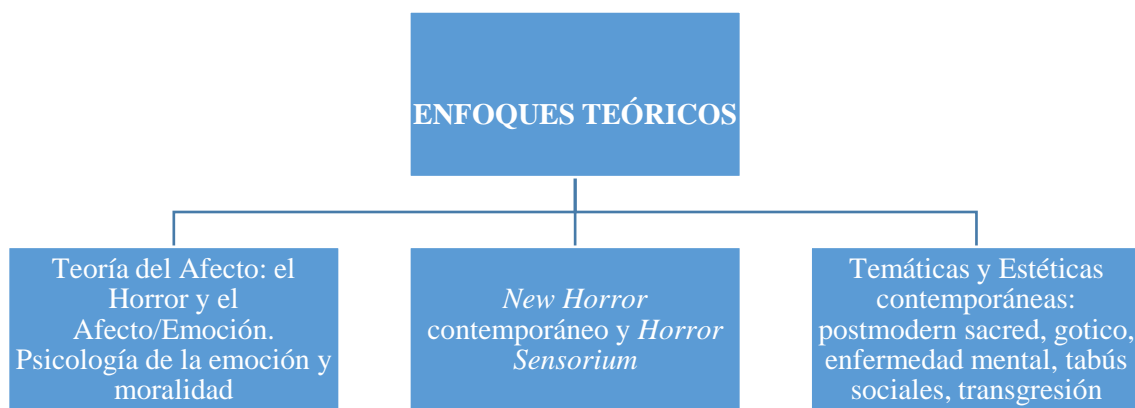 ENFOQUES TEÓRICOS
Teoría del Afecto: el
Horror y el
Afecto/Emoción.
Psicología de la emoción y
moralidad
New Horror
contemporáneo y Horror
Sensorium
Temáticas y Estéticas
contemporáneas:
postmodern sacred, gotico,
enfermedad mental, tabús
sociales, transgresión